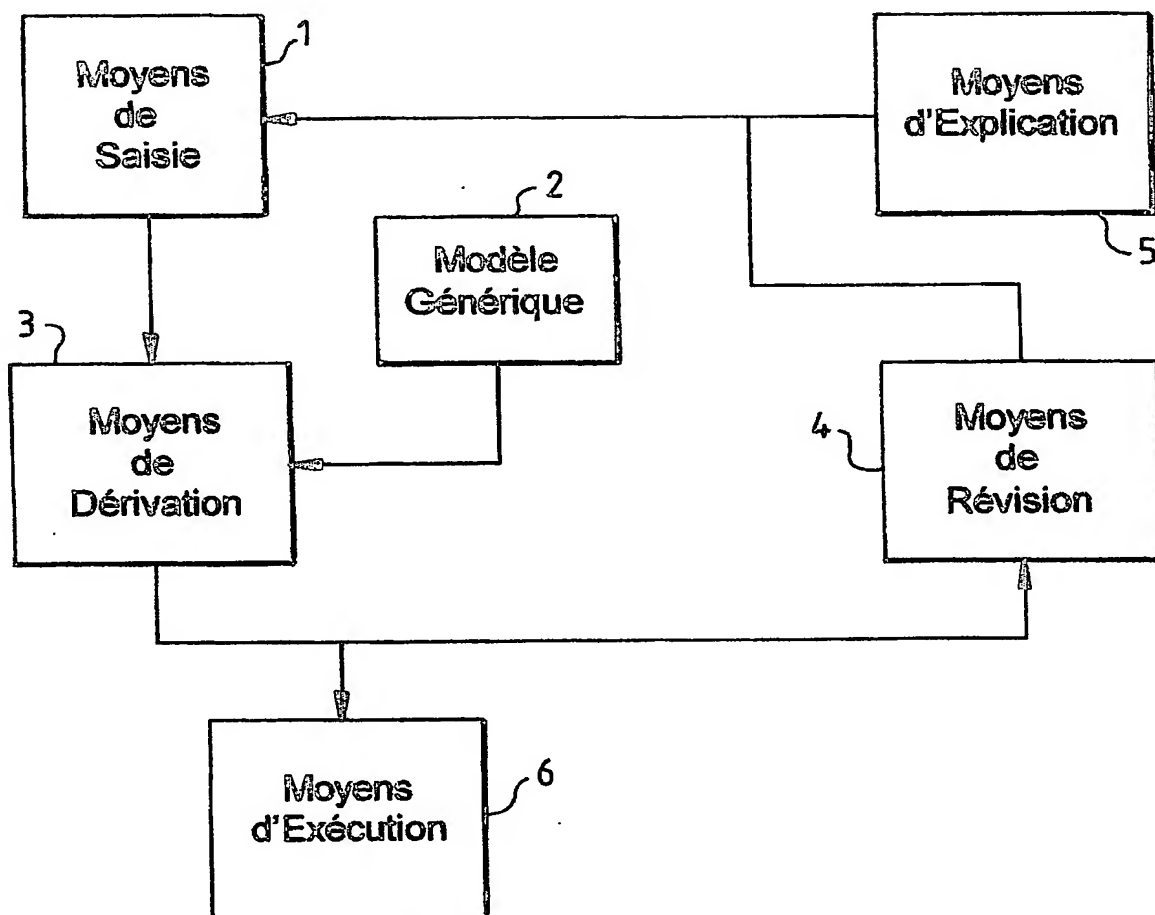 1
Moyens
de
Saisie
Moyens
d'Explication
5
2
Modèle
Générique
3
Moyens
de
Dérivation
4
Moyens
de
Révision
Moyens
d'Exécution
6